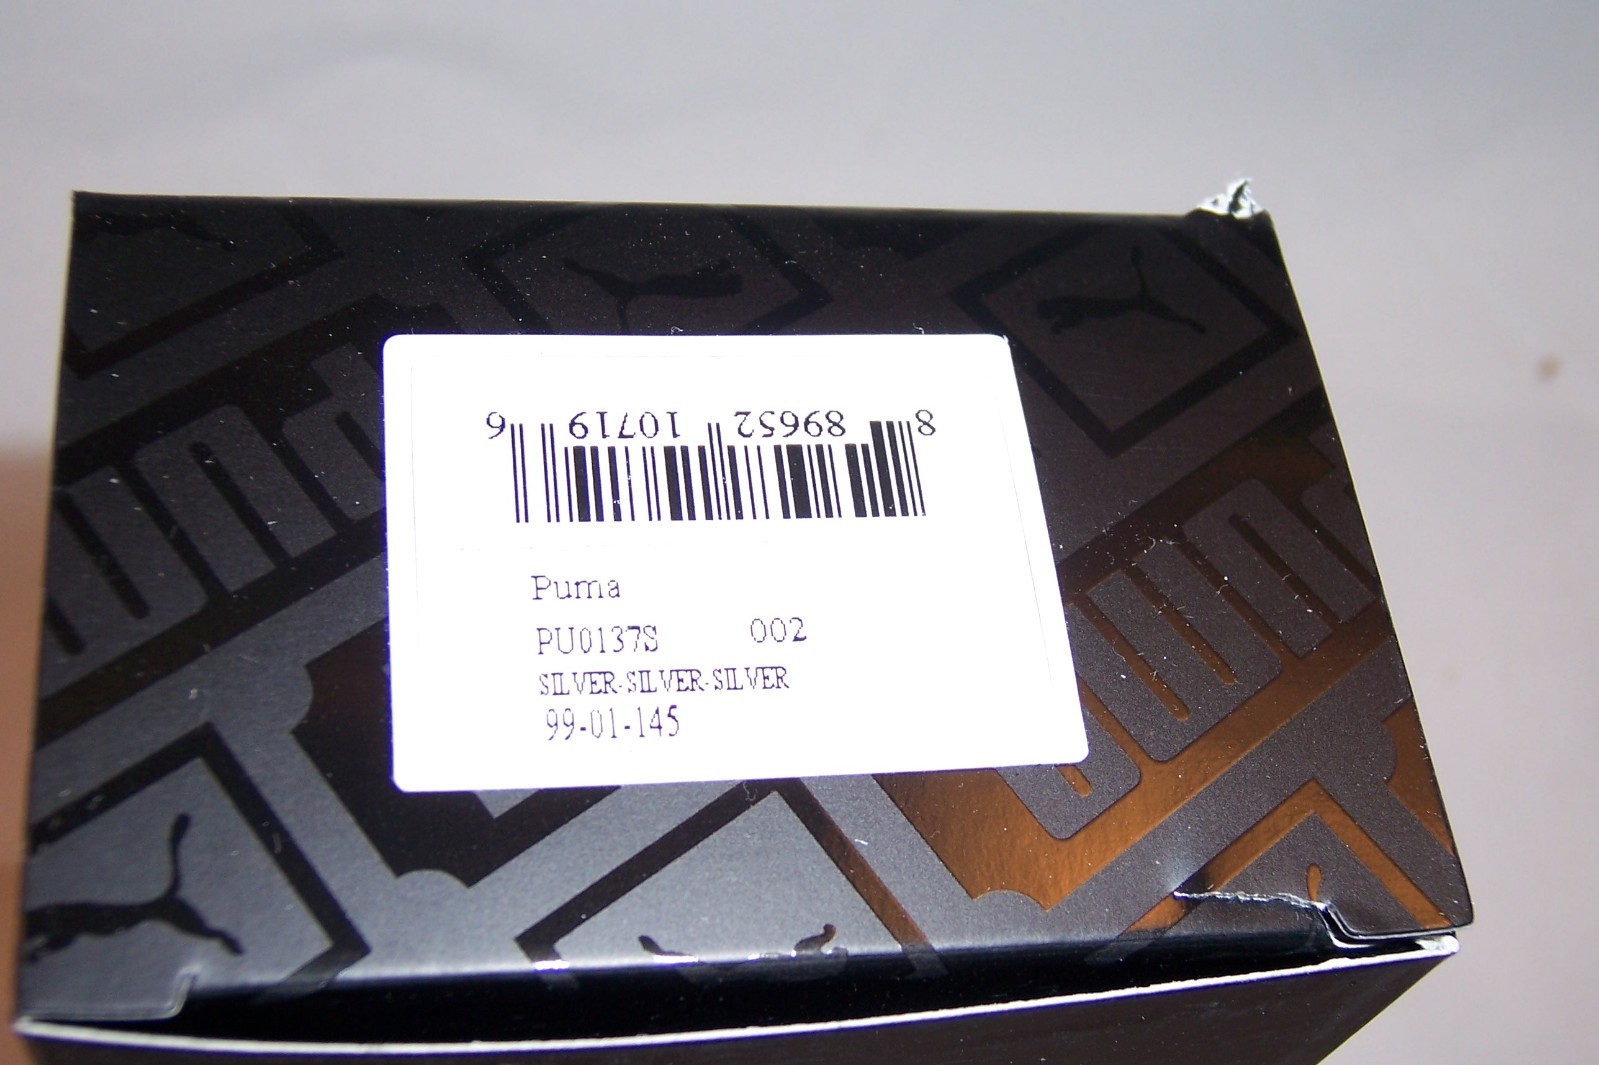 8 89652 10719 6
Puma
PU0137S 002
SILVER-SILVER-SILVER
99-01-145